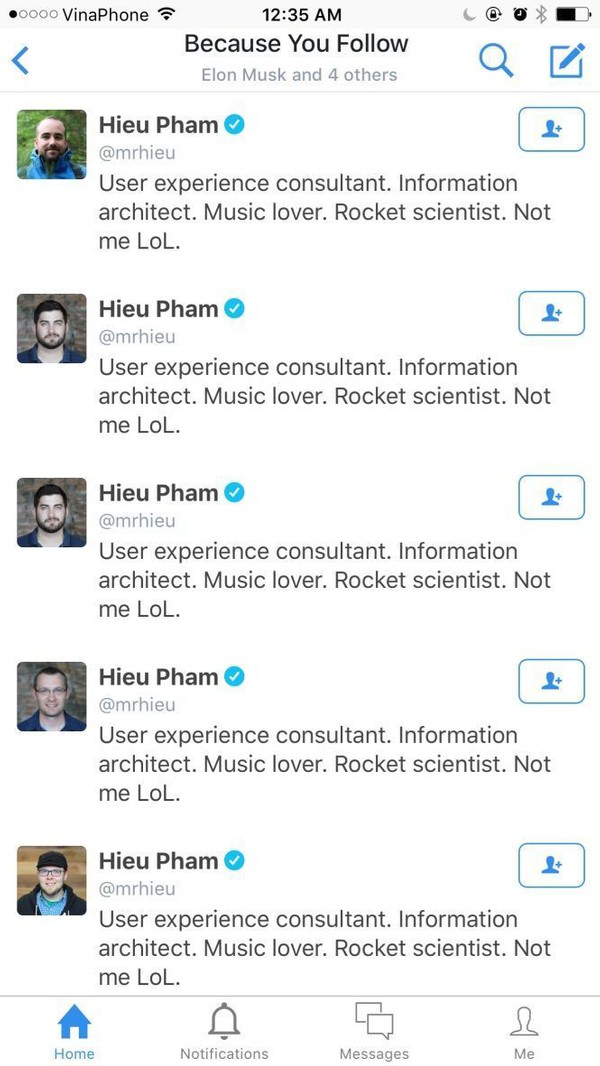 VinaPhone 12:35 AM
Because You Follow
Elon Musk and 4 others
Hieu Pham
@mrhieu
User experience consultant. Information
architect. Music lover. Rocket scientist. Not
me LoL.
Hieu Pham
@mrhieu
User experience consultant. Information
architect. Music lover. Rocket scientist. Not
me LoL.
Hieu Pham
@mrhieu
User experience consultant. Information
architect. Music lover. Rocket scientist. Not
me LoL.
Hieu Pham
@mrhieu
User experience consultant. Information
architect. Music lover. Rocket scientist. Not
me LoL.
Hieu Pham
@mrhieu
User experience consultant. Information
architect. Music lover. Rocket scientist. Not
me LoL.
Home Notifications Messages Me